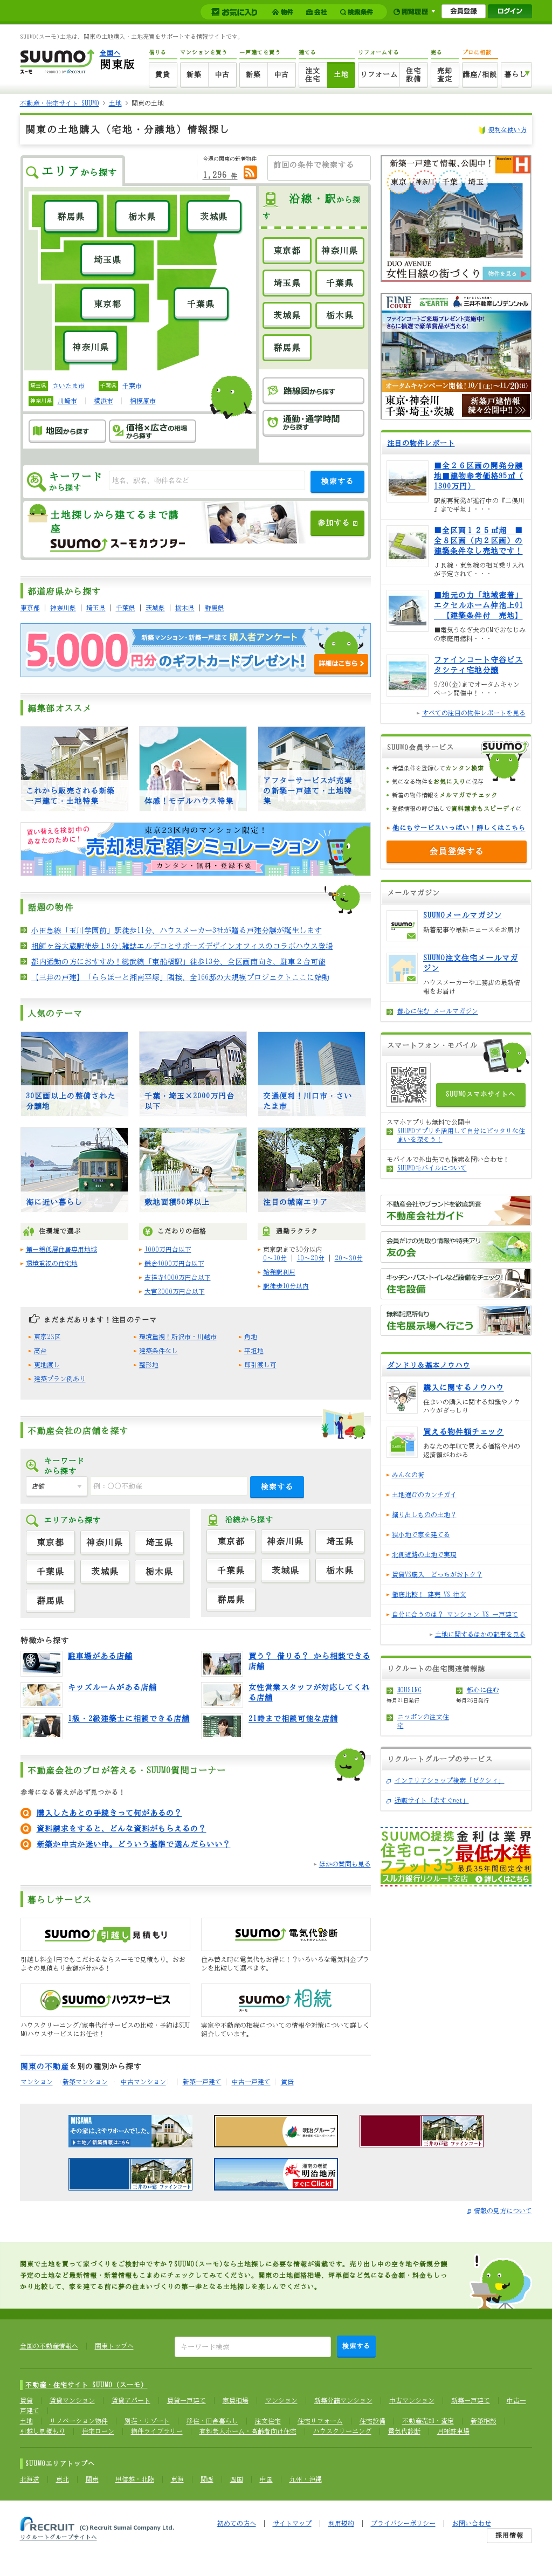 お気に入り 物件 会社 検索条件 閲覧履歴 会員登録 ログイン
SUUMO(スーモ)土地は、関東の土地購入・土地売買をサポートする情報サイトです。
SUUMO 全国へ 関東版
借りる マンションを買う 一戸建てを買う 建てる リフォームする 売る プロに相談
賃貸 新築 中古 新築 中古 注文住宅 土地 リフォーム 住宅設備 売却査定 講座/相談 暮らし
不動産・住宅サイト SUUMO > 土地 > 関東の土地
関東の土地購入（宅地・分譲地）情報探し
便利な使い方
エリアから探す
今週の関東の新着物件
1,296 件
前回の条件で検索する
群馬県 栃木県 茨城県
埼玉県
東京都 千葉県
神奈川県
埼玉県 さいたま市 千葉県 千葉市
神奈川県 川崎市 横浜市 相模原市
地図から探す
価格×広さの相場から探す
沿線・駅から探す
東京都 神奈川県
埼玉県 千葉県
茨城県 栃木県
群馬県
路線図から探す
通勤・通学時間から探す
キーワードから探す
地名、駅名、物件名など
検索する
土地探しから建てるまで講座
SUUMO スーモカウンター
参加する
都道府県から探す
東京都 | 神奈川県 | 埼玉県 | 千葉県 | 茨城県 | 栃木県 | 群馬県
新築マンション・新築一戸建て 購入者アンケート
5,000円分のギフトカードプレゼント!
詳細はこちら
編集部オススメ
これから販売される新築一戸建て・土地特集
体感！モデルハウス特集
アフターサービスが充実の新築一戸建て・土地特集
買い替えを検討中のあなたのために！
東京23区内のマンション限定！
売却想定額シミュレーション
カンタン・無料・登録不要
話題の物件
小田急線「玉川学園前」駅徒歩11分、ハウスメーカー3社が贈る戸建分譲が誕生します
祖師ヶ谷大蔵駅徒歩19分!雑誌エルデコとサポーズデザインオフィスのコラボハウス登場
都内通勤の方におすすめ！総武線「東船橋駅」徒歩13分、全区画南向き、駐車２台可能
【三井の戸建】「ららぽーと湘南平塚」隣接、全166邸の大規模プロジェクトここに始動
人気のテーマ
30区画以上の整備された分譲地
千葉・埼玉×2000万円台以下
交通便利！川口市・さいたま市
海に近い暮らし
敷地面積50坪以上
注目の城南エリア
住環境で選ぶ
第一種低層住居専用地域
環境重視の住宅地
こだわりの価格
1000万円台以下
鎌倉4000万円台以下
吉祥寺4000万円台以下
大宮2000万円台以下
通勤ラクラク
東京駅まで30分以内
0～10分 | 10～20分 | 20～30分
始発駅利用
駅徒歩10分以内
まだまだあります！注目のテーマ
東京23区 環境重視！所沢市・川越市 角地
高台 建築条件なし 平坦地
更地渡し 整形地 即引渡し可
建築プラン例あり
不動産会社の店舗を探す
キーワードから探す
店舗
例：〇〇不動産
検索する
エリアから探す
東京都 神奈川県 埼玉県
千葉県 茨城県 栃木県
群馬県
沿線から探す
東京都 神奈川県 埼玉県
千葉県 茨城県 栃木県
群馬県
特徴から探す
駐車場がある店舗
買う？ 借りる？ から相談できる店舗
キッズルームがある店舗
女性営業スタッフが対応してくれる店舗
1級・2級建築士に相談できる店舗
21時まで相談可能な店舗
不動産会社のプロが答える・SUUMO質問コーナー
参考になる答えが必ず見つかる！
購入したあとの手続きって何があるの？
資料請求をすると、どんな資料がもらえるの？
新築か中古か迷い中。どういう基準で選んだらいい？
ほかの質問も見る
暮らしサービス
SUUMO 引越し見積もり
引越し料金1円でもこだわるならスーモで見積もり。おおよその見積もり金額が分かる！
SUUMO 電気代診断
住み替え時に電気代もお得に！？いろいろな電気料金プランを比較して選べます。
SUUMO ハウスサービス
ハウスクリーニング/家事代行サービスの比較・予約はSUUMOハウスサービスにお任せ！
SUUMO 相続
実家や不動産の相続についての情報や対策について詳しく紹介しています。
関東の不動産を別の種別から探す
マンション 新築マンション 中古マンション 新築一戸建て 中古一戸建て 賃貸
MISAWA その家は、ミサワホームでした。
土地／新築情報はこちら
明治グループ
三井の戸建 ファインコート
三井の戸建 ファインコート
湘南の老舗 明治地所 すぐにClick!
情報の見方について
新築一戸建て情報、公開中！
東京 神奈川 千葉 埼玉
DUO AVENUE
女性目線の街づくり
物件を見る
FINE COURT &EARTH 三井不動産レジデンシャル
ファインコートご来場プレゼント実施中！さらに抽選で豪華賞品が当たる！
オータムキャンペーン開催！10/1(土)～11/20(日)
東京・神奈川 千葉・埼玉・茨城
新築戸建情報 続々公開中!!
注目の物件レポート
■全２６区画の開発分譲地■建物参考価格95㎡（1300万円）
駅前再開発が進行中の『二俣川』まで平坦１・・・
■全区画１２５㎡超 ■全８区画（内２区画）の建築条件なし売地です！
ＪＲ線・東急線の相互乗り入れが予定されて・・・
■地元の力「地域密着」エクセルホーム仲池上01 【建築条件付 売地】
■電気うなぎ犬のCMでおなじみの家庭用燃料・・・
ファインコート守谷ビスタシティ宅地分譲
9/30(金)までオータムキャンペーン開催中！・・・
すべての注目の物件レポートを見る
SUUMO会員サービス
希望条件を登録してカンタン検索
気になる物件をお気に入りに保存
新着の物件情報をメルマガでチェック
登録情報の呼び出しで資料請求もスピーディに
他にもサービスいっぱい！詳しくはこちら
会員登録する
メールマガジン
SUUMOメールマガジン
新着記事や最新ニュースをお届け
SUUMO注文住宅メールマガジン
ハウスメーカーや工務店の最新情報をお届け
都心に住む メールマガジン
スマートフォン・モバイル
SUUMOスマホサイトへ
スマホアプリも無料で公開中
SUUMOアプリを活用して自分にピッタリな住まいを探そう！
モバイルで外出先でも検索＆問い合わせ！
SUUMOモバイルについて
不動産会社やブランドを徹底調査
不動産会社ガイド
会員だけのお取り情報や特典アリ
友の会
キッチン・バス・トイレなど設備をチェック！
住宅設備
無料託児所有り
住宅展示場へ行こう
ダンドリ＆基本ノウハウ
購入に関するノウハウ
住まいの購入に関する知識やノウハウがぎっしり
買える物件額チェック
あなたの年収で買える価格や月の返済額がわかる
みんなの声
土地選びのカンチガイ
掘り出しものの土地？
狭小地で家を建てる
北側道路の土地で実現
賃貸VS購入 どっちがおトク？
徹底比較！ 建売 VS 注文
自分に合うのは？ マンション VS 一戸建て
土地に関するほかの記事を見る
リクルートの住宅関連情報誌
HOUSING 都心に住む
毎月21日発行 毎月26日発行
ニッポンの注文住宅
リクルートグループのサービス
インテリアショップ検索「ゼクシィ」
通販サイト「赤すぐnet」
SUUMO提携 金利は業界最低水準
住宅ローン フラット35 最長35年間固定金利
スルガ銀行リクルート支店 詳しくはこちら
関東で土地を買って家づくりをご検討中ですか？SUUMO(スーモ)なら土地探しに必要な情報が満載です。売り出し中の空き地や新規分譲予定の土地など最新情報・新着情報もこまめにチェックしてみてください。関東の土地価格相場、坪単価など気になる金額・料金もしっかり比較して、家を建てる前に夢の住まいづくりの第一歩となる土地探しを楽しんでください。
全国の不動産情報へ 関東トップへ キーワード検索 検索する
不動産・住宅サイト SUUMO（スーモ）
賃貸 賃貸マンション 賃貸アパート 賃貸一戸建て 家賃相場 マンション 新築分譲マンション 中古マンション 新築一戸建て 中古一戸建て
土地 リノベーション物件 別荘・リゾート 移住・田舎暮らし 注文住宅 住宅リフォーム 住宅設備 不動産売却・査定 新築相談
引越し見積もり 住宅ローン 物件ライブラリー 有料老人ホーム・高齢者向け住宅 ハウスクリーニング 電気代診断 月極駐車場
SUUMOエリアトップへ
北海道 東北 関東 甲信越・北陸 東海 関西 四国 中国 九州・沖縄
RECRUIT (C) Recruit Sumai Company Ltd.
リクルートグループサイトへ
初めての方へ | サイトマップ | 利用規約 | プライバシーポリシー | お問い合わせ
採用情報